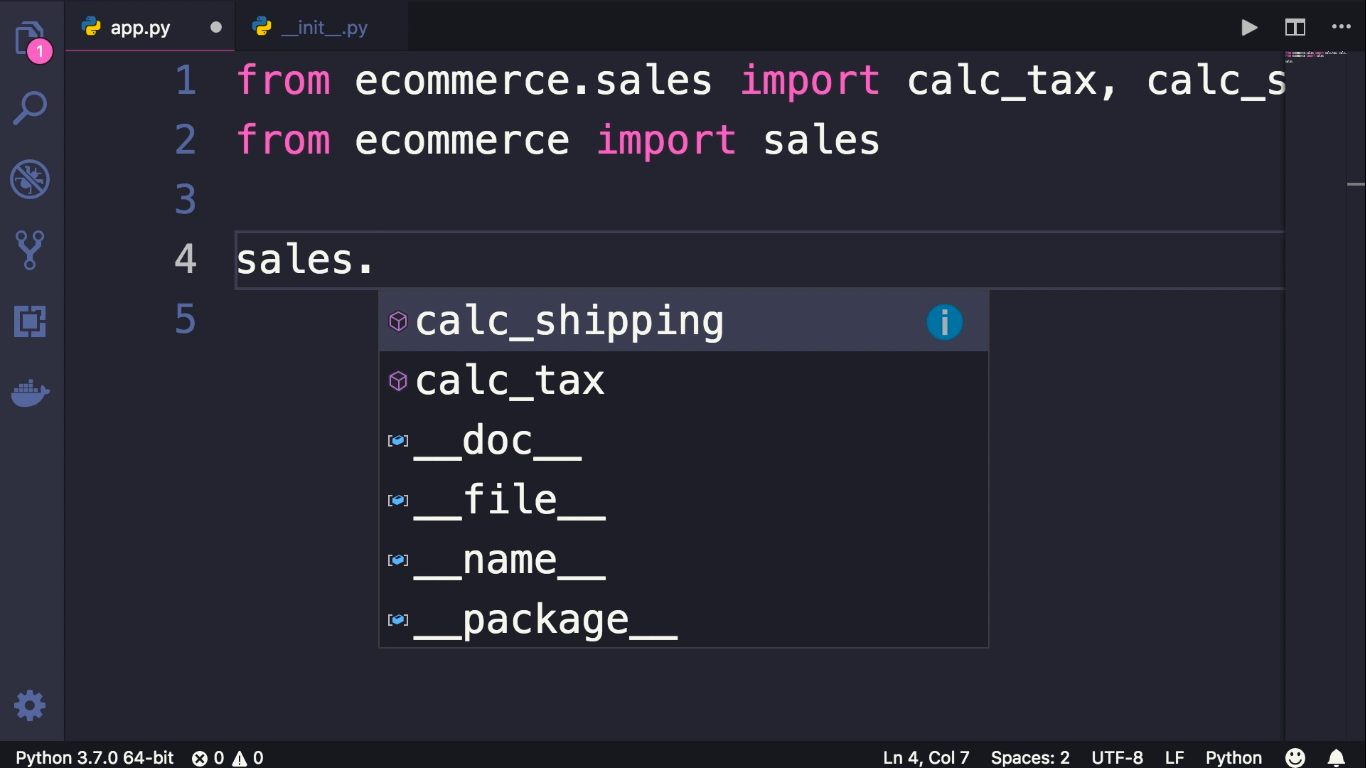 app.py
__init__.py
1
1 from ecommerce.sales import calc_tax, calc_s
2 from ecommerce import sales
3
4 sales.
5
calc_shipping
calc_tax
__doc__
__file__
__name__
__package__
Python 3.7.0 64-bit 0 0 Ln 4, Col 7 Spaces: 2 UTF-8 LF Python